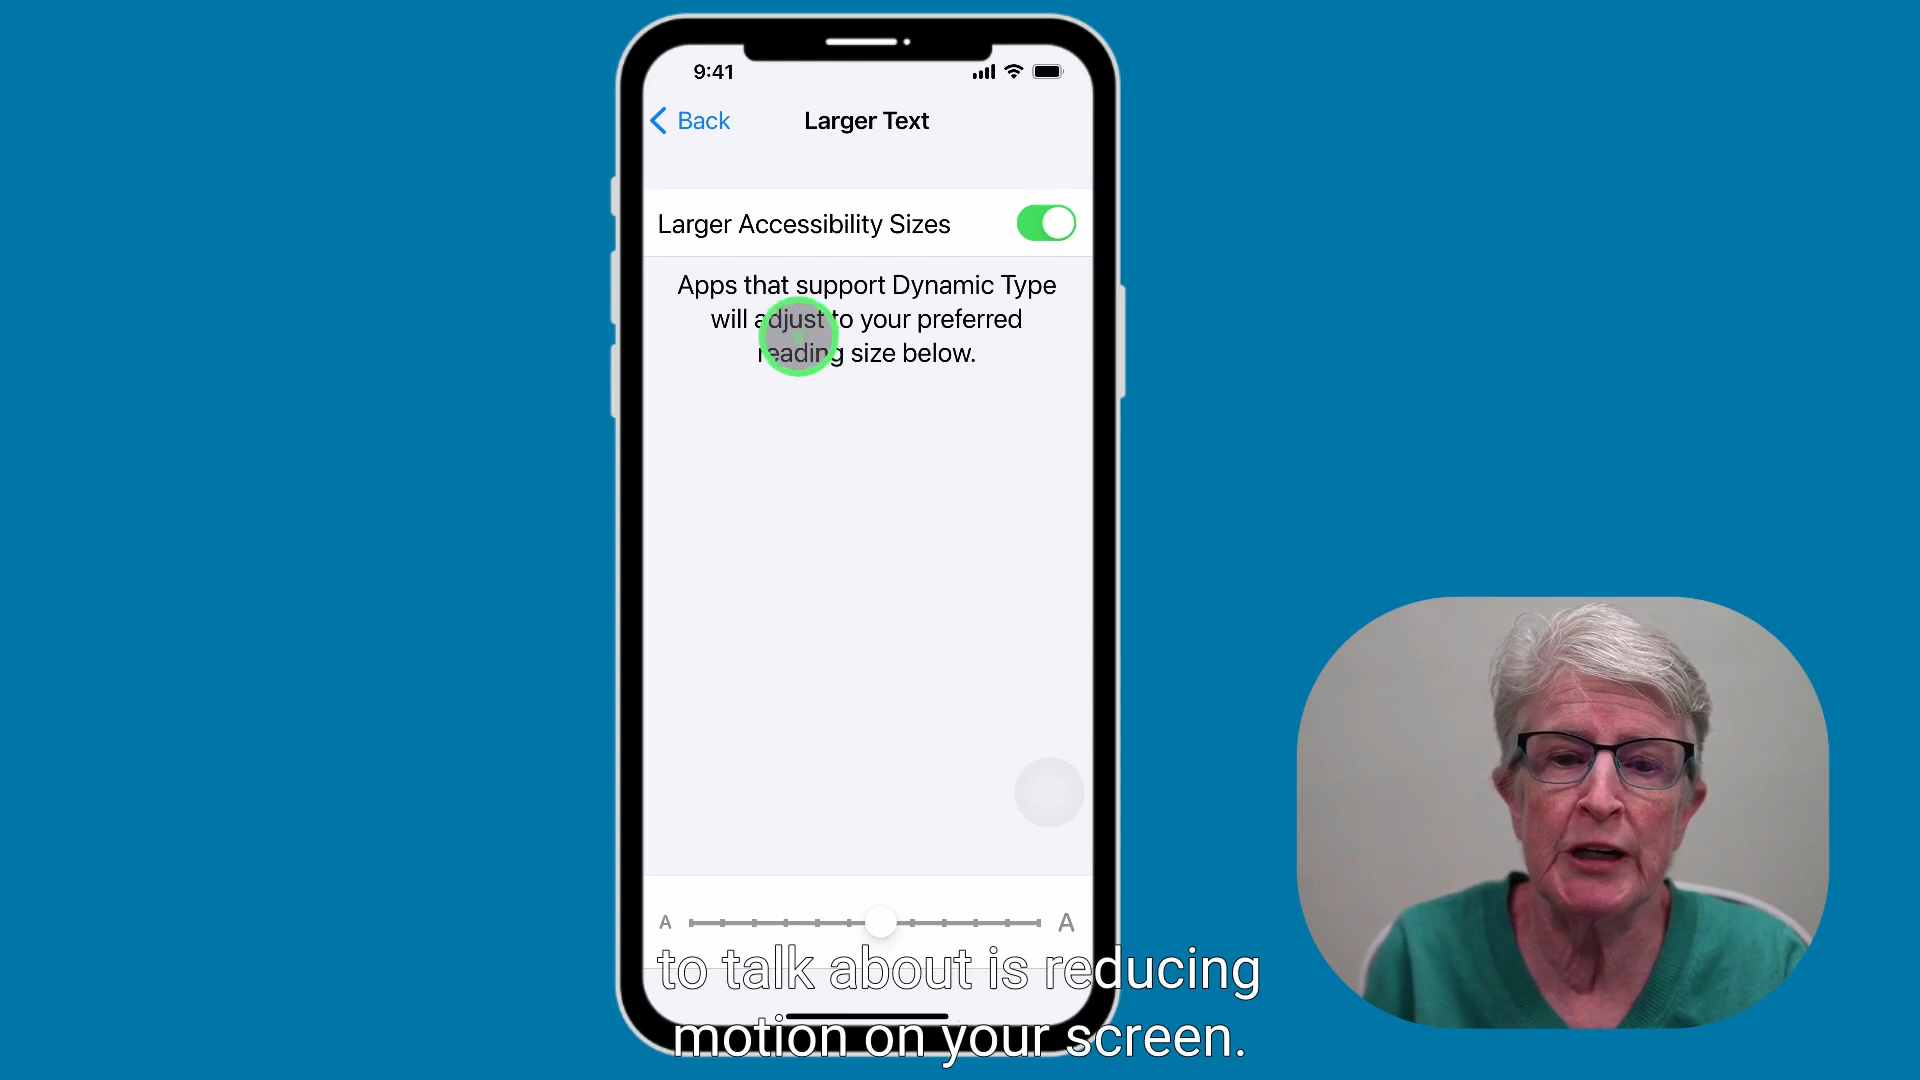 9:41
Back
Larger Text
Larger Accessibility Sizes
Apps that support Dynamic Type
will adjust to your preferred
reading size below.
A
A
to talk about is reducing
motion on your screen.